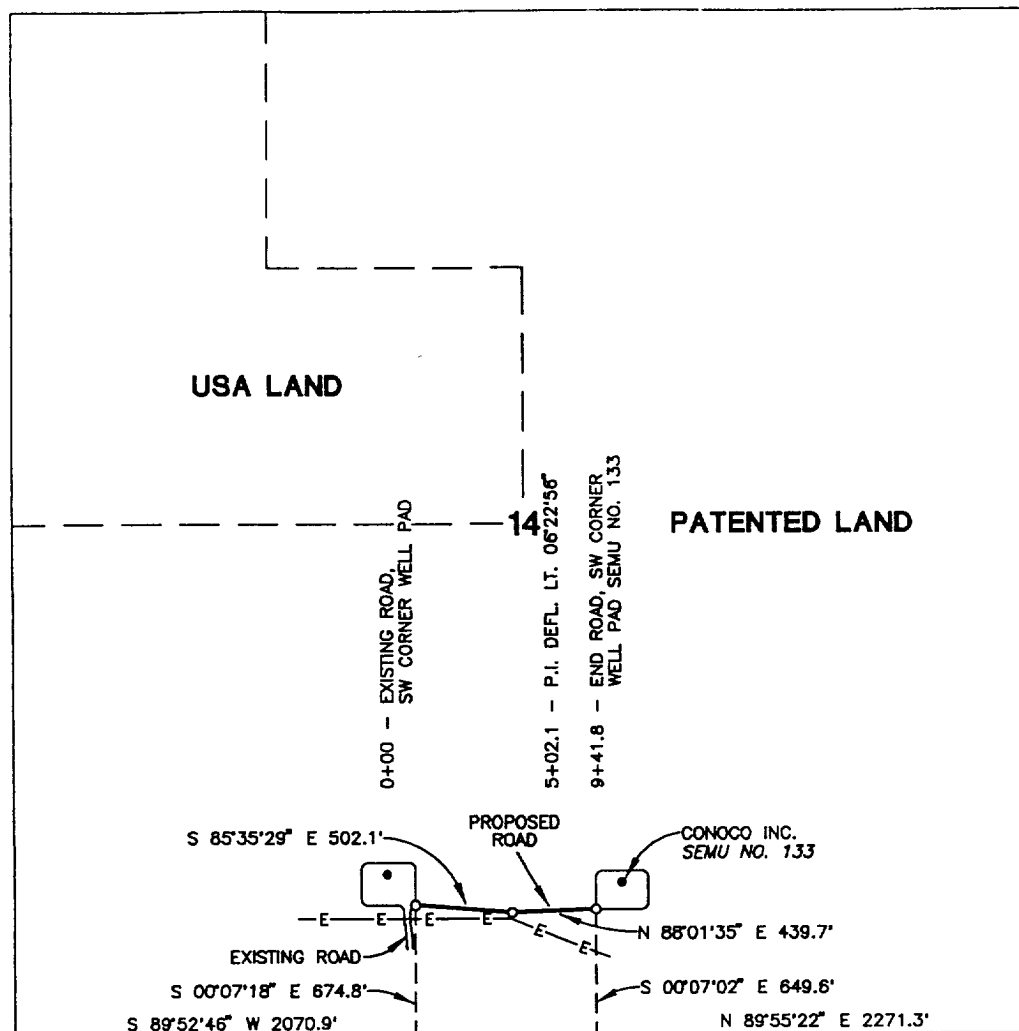 USA LAND
14
PATENTED LAND
0+00 - EXISTING ROAD,
SW CORNER WELL PAD
5+02.1 - P.I. DEFL. LT. 06°22'56"
9+41.8 - END ROAD, SW CORNER
WELL PAD SEMU NO. 133
S 85°35'29" E 502.1'
PROPOSED
ROAD
CONOCO INC.
SEMU NO. 133
E E E E
E
E
N 88°01'35" E 439.7'
EXISTING ROAD
S 00°07'18" E 674.8'
S 00°07'02" E 649.6'
S 89°52'46" W 2070.9'
N 89°55'22" E 2271.3'